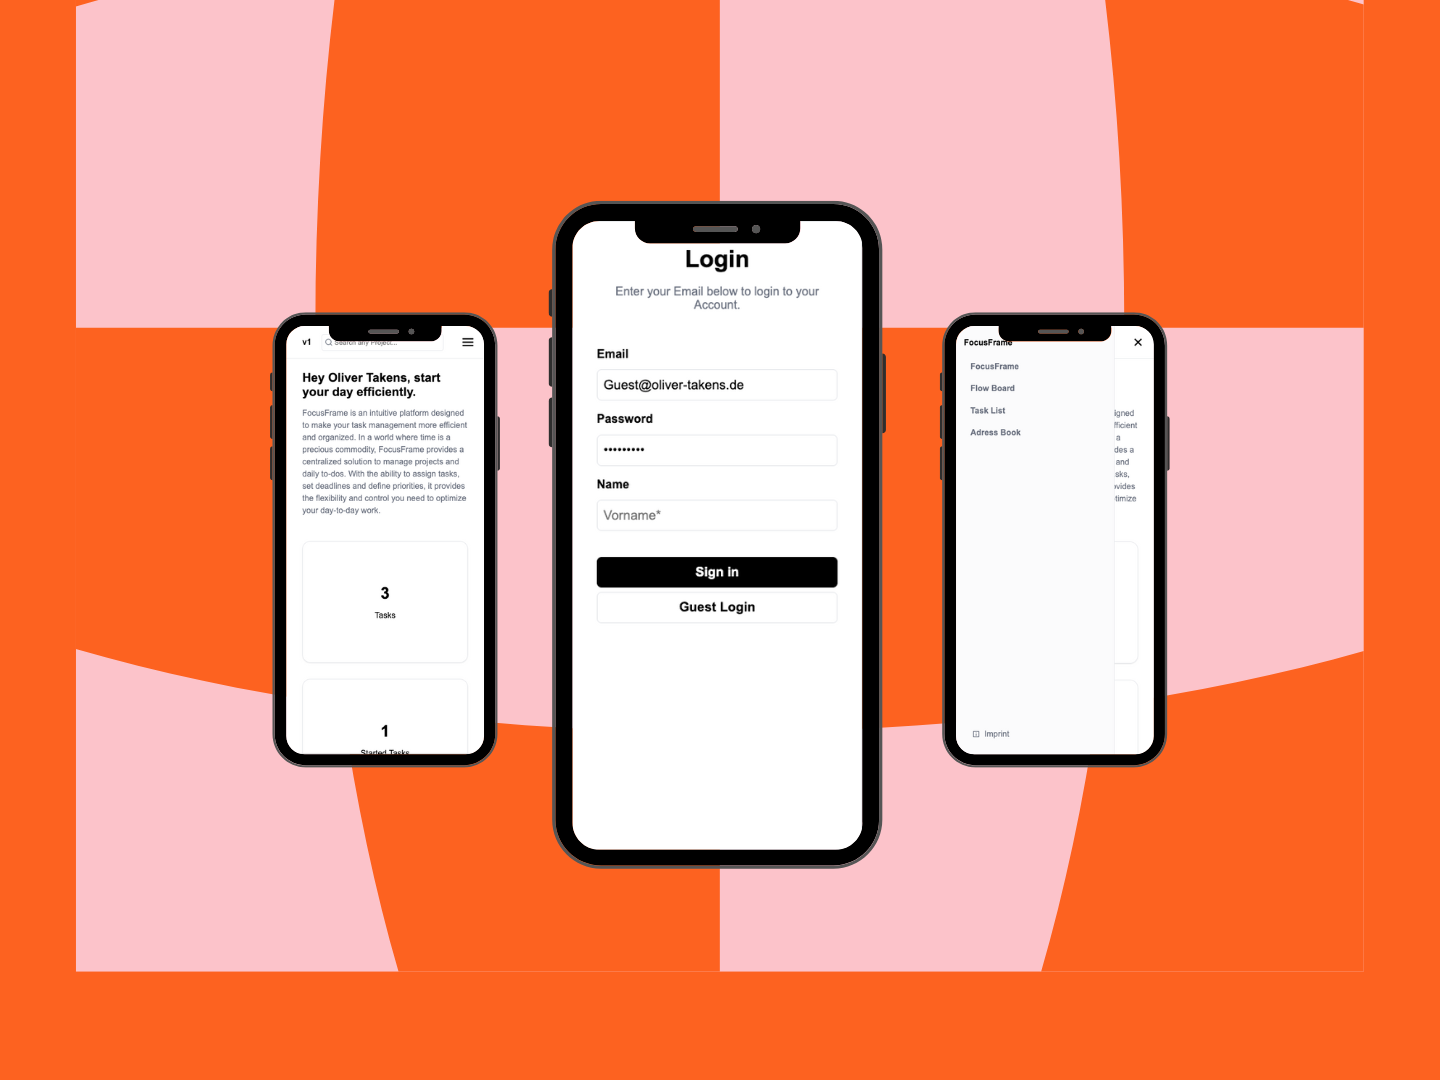 v1
Search any Project...
Hey Oliver Takens, start
your day efficiently.
FocusFrame is an intuitive platform designed
to make your task management more efficient
and organized. In a world where time is a
precious commodity, FocusFrame provides a
centralized solution to manage projects and
daily to-dos. With the ability to assign tasks,
set deadlines and define priorities, it provides
the flexibility and control you need to optimize
your day-to-day work.
3
Tasks
1
Started Tasks
Login
Enter your Email below to login to your
Account.
Email
Guest@oliver-takens.de
Password
•••••••••
Name
Vorname*
Sign in
Guest Login
FocusFrame
FocusFrame
Flow Board
Task List
Adress Book
Imprint
igned
fficient
a
des a
and
sks,
ovides
timize